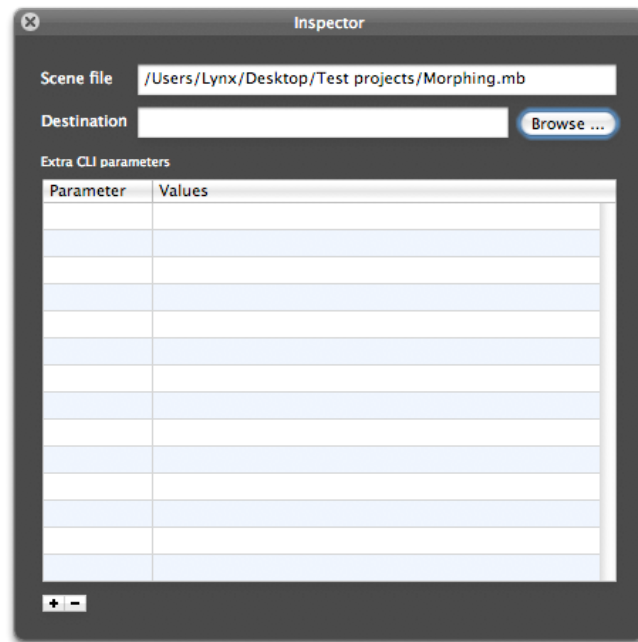 Inspector
Scene file /Users/Lynx/Desktop/Test projects/Morphing.mb
Destination Browse ...
Extra CLI parameters
Parameter Values
+ −